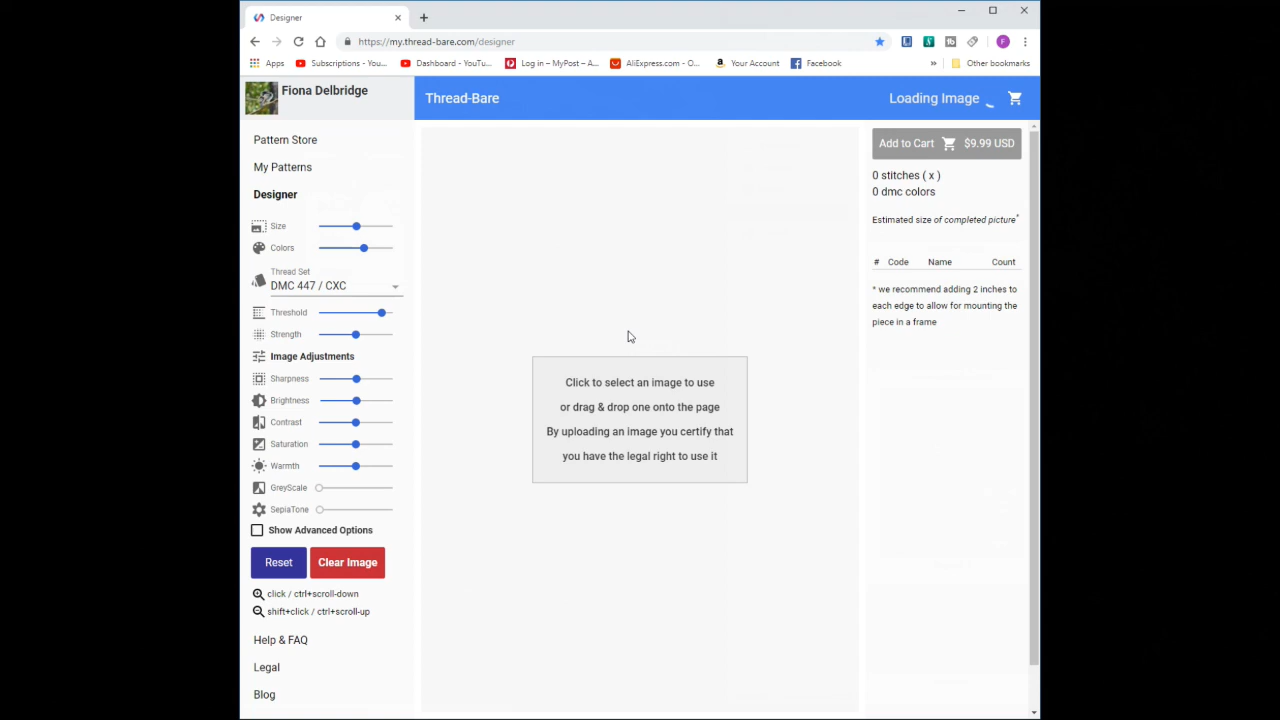 Designer
https://my.thread-bare.com/designer
Apps
Subscriptions - You...
Dashboard - YouTu...
Log in – MyPost – A...
AliExpress.com - O...
Your Account
Facebook
»
Other bookmarks
Fiona Delbridge
Thread-Bare
Loading Image
Pattern Store
My Patterns
Designer
Size
Colors
Thread Set
DMC 447 / CXC
Threshold
Strength
Image Adjustments
Sharpness
Brightness
Contrast
Saturation
Warmth
GreyScale
SepiaTone
Show Advanced Options
Reset
Clear Image
click / ctrl+scroll-down
shift+click / ctrl+scroll-up
Help & FAQ
Legal
Blog
Click to select an image to use
or drag & drop one onto the page
By uploading an image you certify that
you have the legal right to use it
Add to Cart $9.99 USD
0 stitches ( x )
0 dmc colors
Estimated size of completed picture*
# Code Name Count
* we recommend adding 2 inches to
each edge to allow for mounting the
piece in a frame